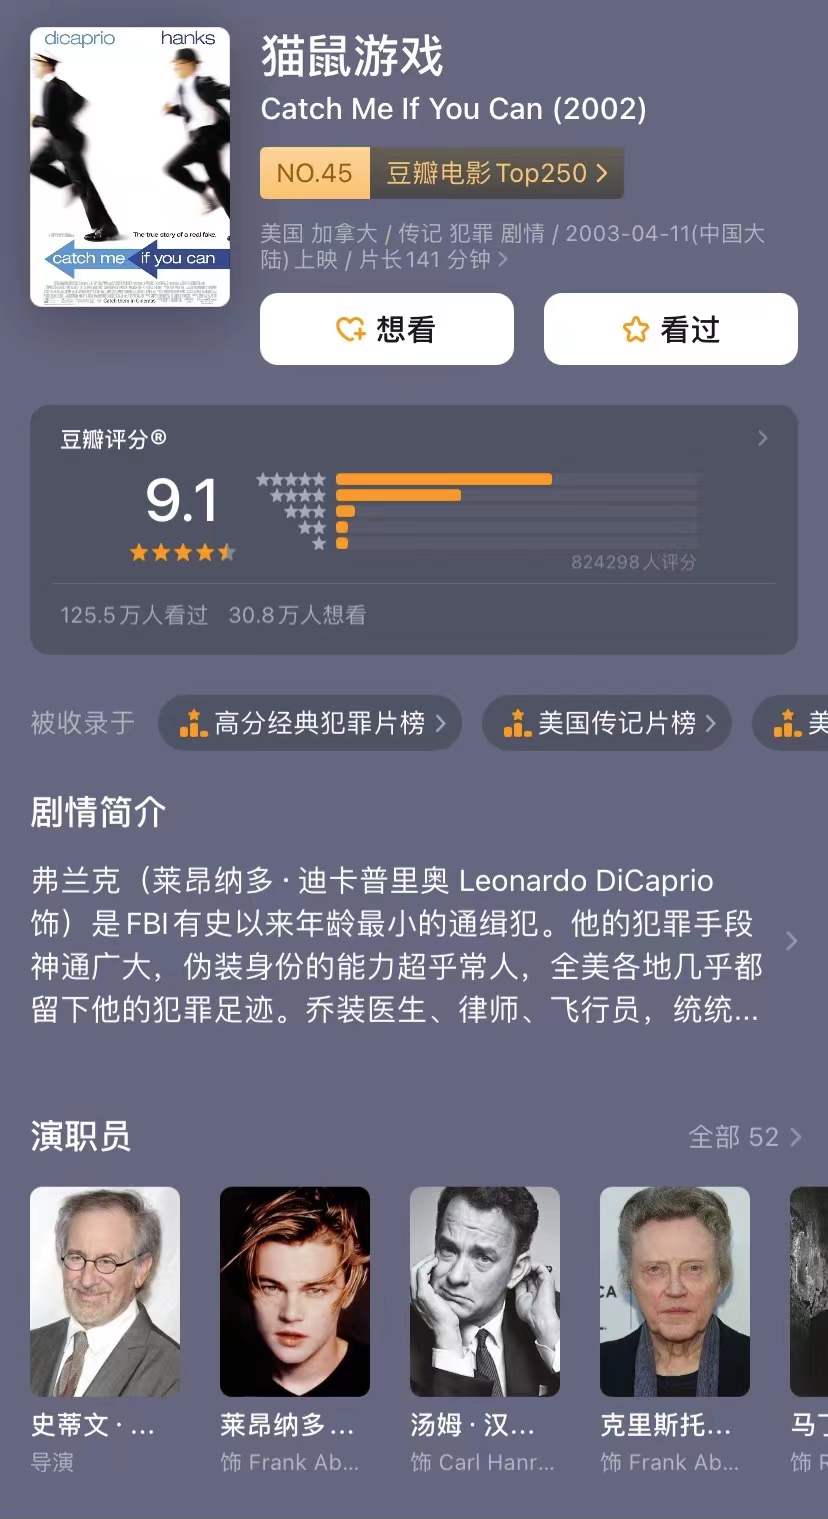 dicaprio hanks
The true story of a real fake.
catch me if you can
Catch them in Cinemas
猫鼠游戏
Catch Me If You Can (2002)
NO.45 豆瓣电影Top250
美国 加拿大 / 传记 犯罪 剧情 / 2003-04-11(中国大
陆)上映 / 片长141 分钟
想看
看过
豆瓣评分®
9.1
824298人评分
125.5万人看过 30.8万人想看
被收录于 高分经典犯罪片榜 美国传记片榜 美
剧情简介
弗兰克（莱昂纳多·迪卡普里奥 Leonardo DiCaprio
饰）是FBI有史以来年龄最小的通缉犯。他的犯罪手段
神通广大，伪装身份的能力超乎常人，全美各地几乎都
留下他的犯罪足迹。乔装医生、律师、飞行员，统统...
演职员 全部 52
CA
史蒂文·... 莱昂纳多... 汤姆·汉... 克里斯托... 马丁
导演 饰 Frank Ab... 饰 Carl Hanr... 饰 Frank Ab... 饰